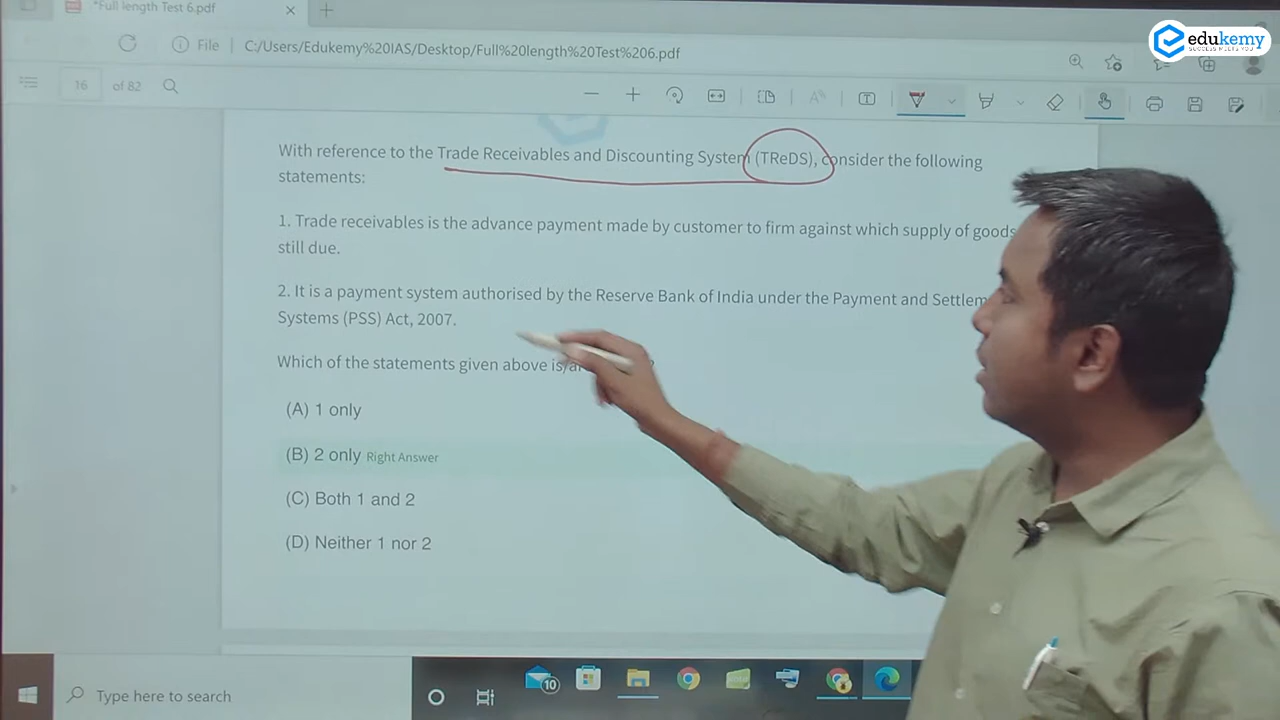 *Full length Test 6.pdf
edukemy
SUCCESS MEETS YOU
File C:/Users/Edukemy%20IAS/Desktop/Full%20length%20Test%206.pdf
16 of 82
With reference to the Trade Receivables and Discounting System (TReDS), consider the following
statements:
1. Trade receivables is the advance payment made by customer to firm against which supply of goods
still due.
2. It is a payment system authorised by the Reserve Bank of India under the Payment and Settlem
Systems (PSS) Act, 2007.
Which of the statements given above is/a ?
(A) 1 only
(B) 2 only Right Answer
(C) Both 1 and 2
(D) Neither 1 nor 2
Type here to search
10